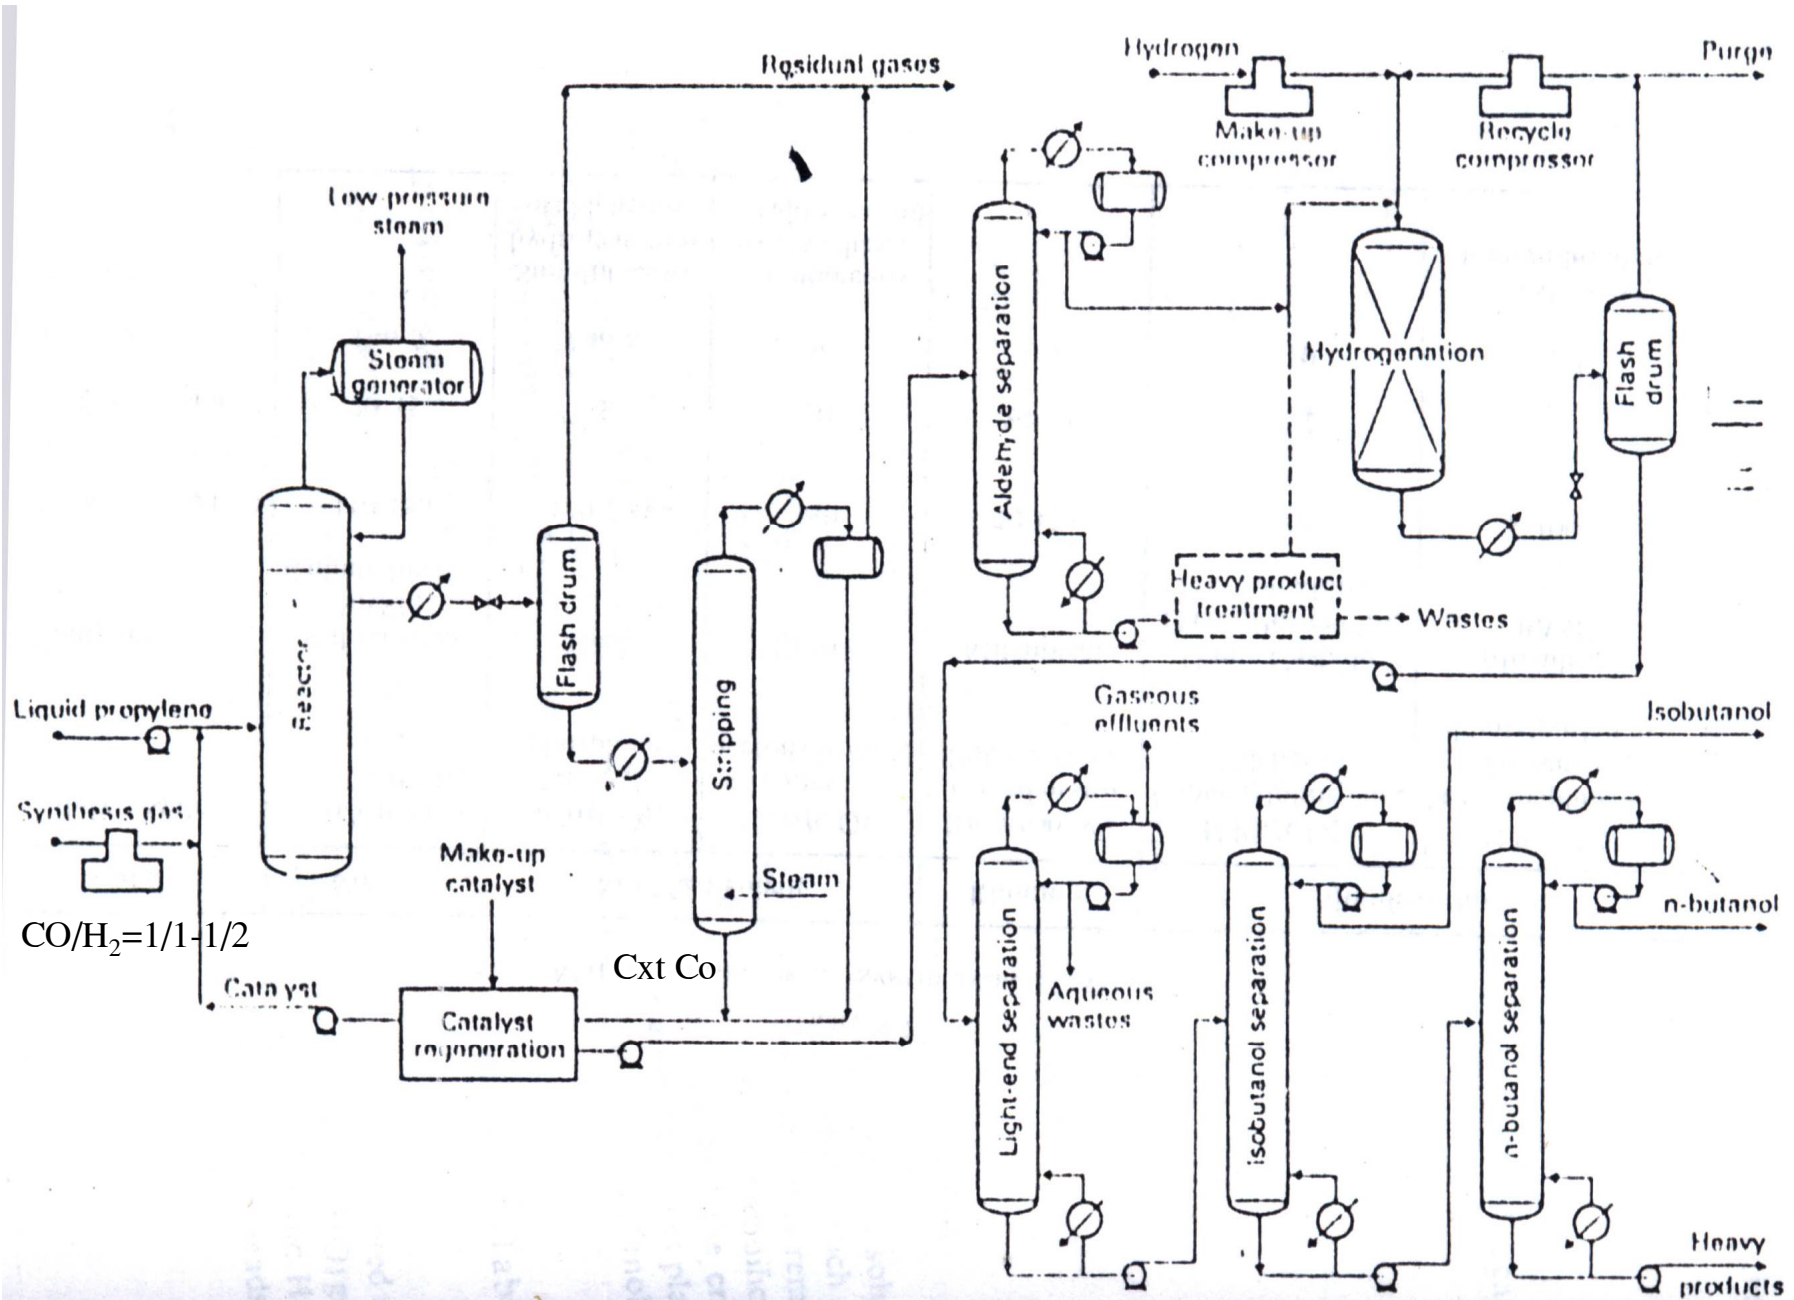 Residual gases
Hydrogen
Purge
Make-up
compressor
Recycle
compressor
Low-pressure
steam
Steam
generator
Aldehyde separation
Hydrogenation
Flash
drum
Reactor
Flash drum
Stripping
Heavy product
treatment
Wastes
Liquid propylene
Synthesis gas
CO/H2=1/1-1/2
Make-up
catalyst
Steam
Cxt Co
Catalyst
Catalyst
regeneration
Gaseous
effluents
Isobutanol
n-butanol
Aqueous
wastes
Light-end separation
isobutanol separation
n-butanol separation
Heavy
products